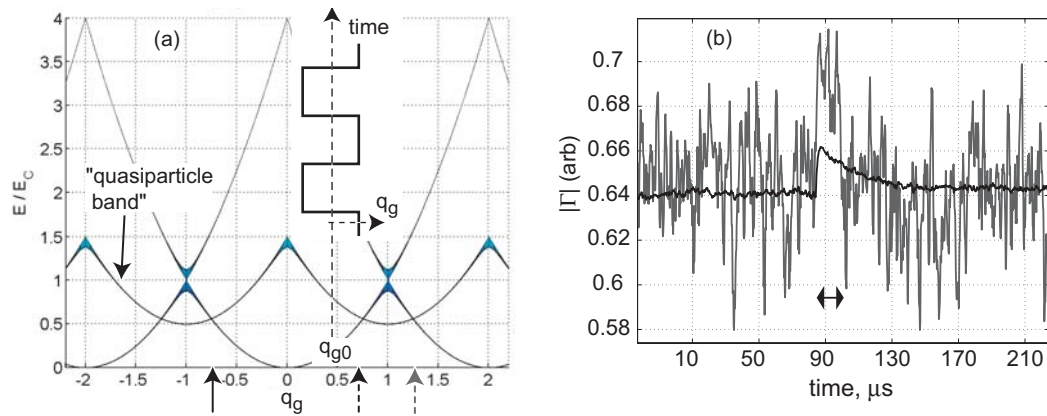 (a)
time
4
3.5
3
2.5
2
1.5
1
0.5
0
E / E_C
"quasiparticle
band"
q_g
q_g0
-2 -1.5 -1 -0.5 0 0.5 1 1.5 2
q_g
(b)
0.7
0.68
0.66
0.64
0.62
0.6
0.58
|Γ| (arb)
10 50 90 130 170 210
time, μs